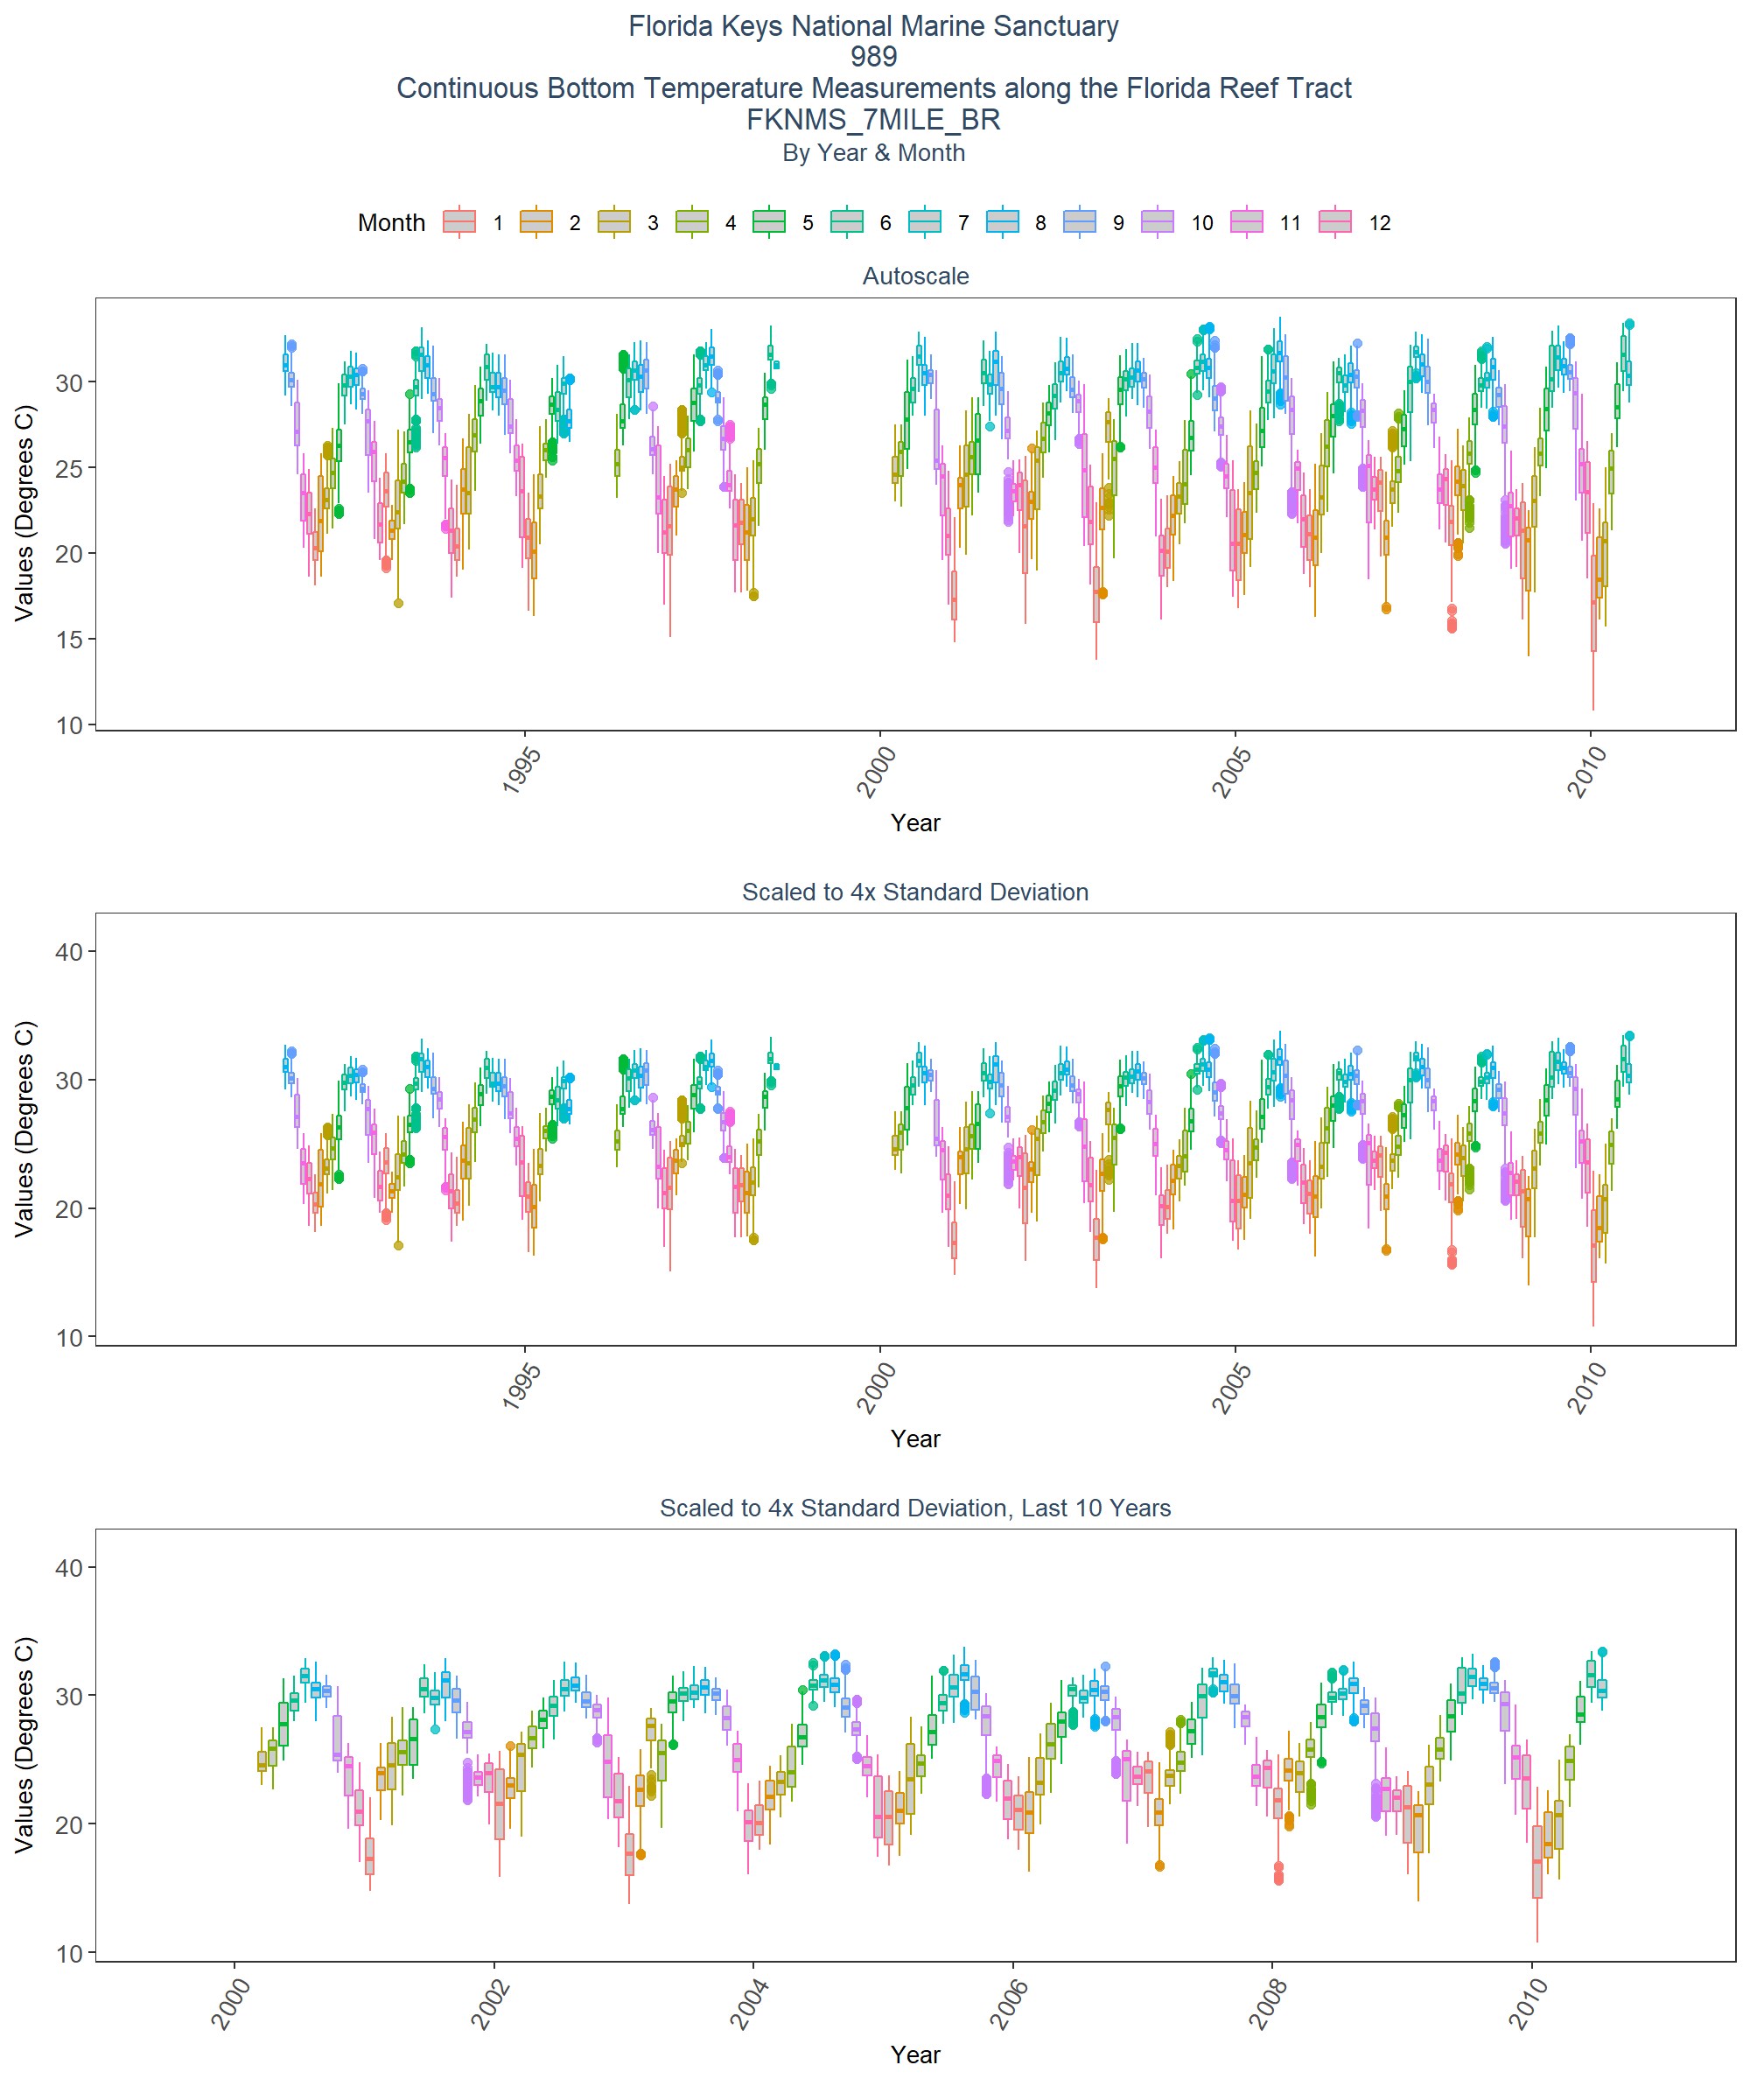 Florida Keys National Marine Sanctuary
989
Continuous Bottom Temperature Measurements along the Florida Reef Tract
FKNMS_7MILE_BR
By Year & Month
Month 1 2 3 4 5 6 7 8 9 10 11 12
Autoscale
Values (Degrees C)
30
25
20
15
10
1995 2000 2005 2010
Year
Scaled to 4x Standard Deviation
Values (Degrees C)
40
30
20
10
1995 2000 2005 2010
Year
Scaled to 4x Standard Deviation, Last 10 Years
Values (Degrees C)
40
30
20
10
2000 2002 2004 2006 2008 2010
Year